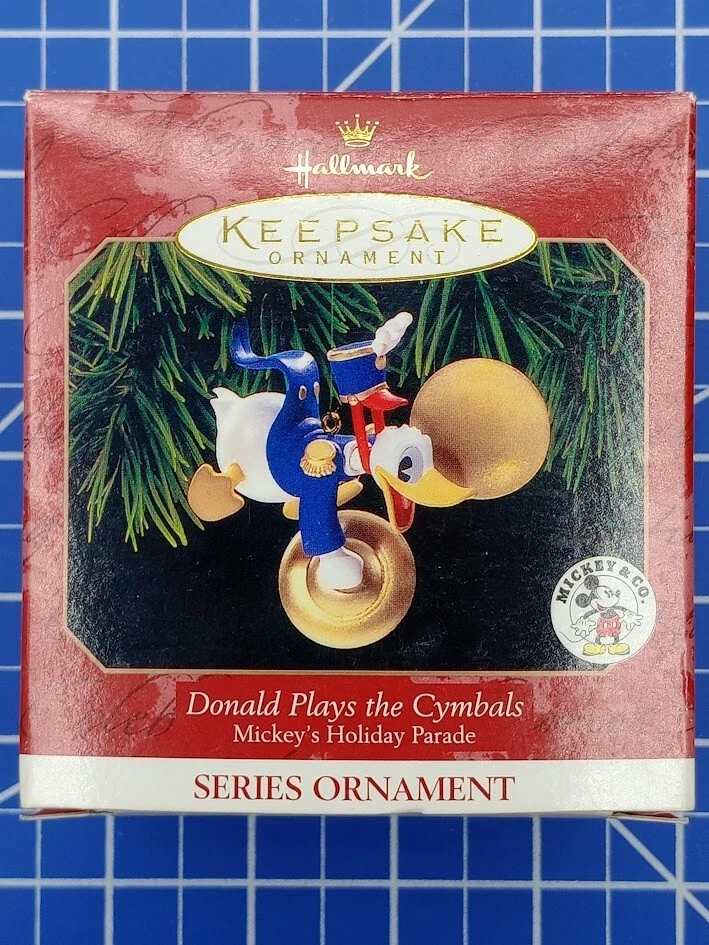 Hallmark
KEEPSAKE
ORNAMENT
MICKEY & CO.
Donald Plays the Cymbals
Mickey's Holiday Parade
SERIES ORNAMENT